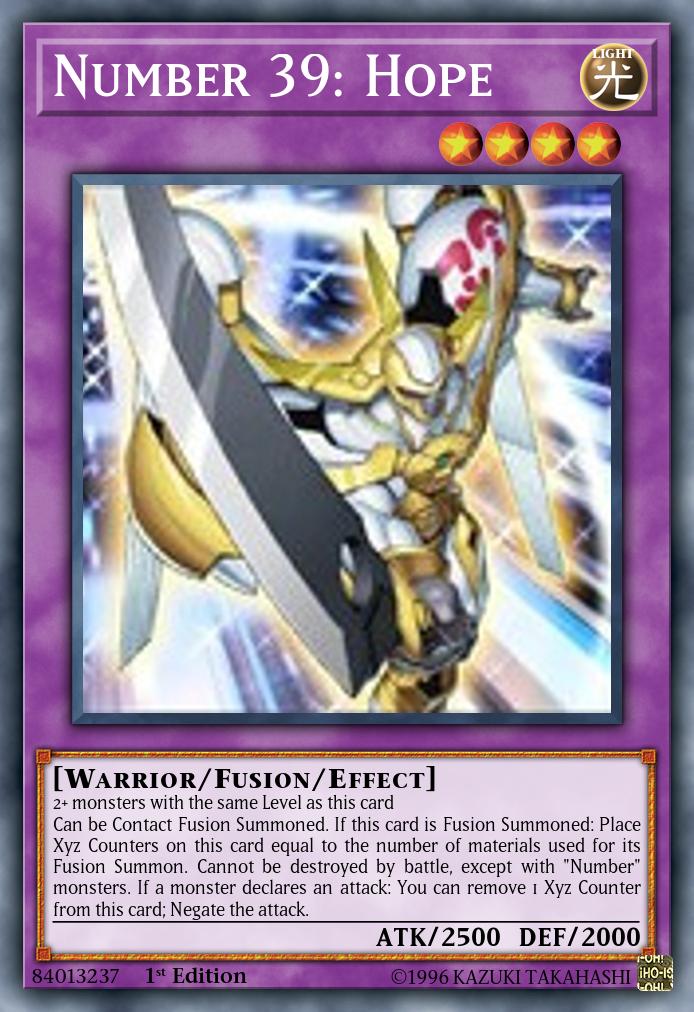 Number 39: Hope
LIGHT
光
[Warrior/Fusion/Effect]
2+ monsters with the same Level as this card
Can be Contact Fusion Summoned. If this card is Fusion Summoned: Place
Xyz Counters on this card equal to the number of materials used for its
Fusion Summon. Cannot be destroyed by battle, except with "Number"
monsters. If a monster declares an attack: You can remove 1 Xyz Counter
from this card; Negate the attack.
ATK/2500 DEF/2000
84013237 1st Edition ©1996 KAZUKI TAKAHASHI